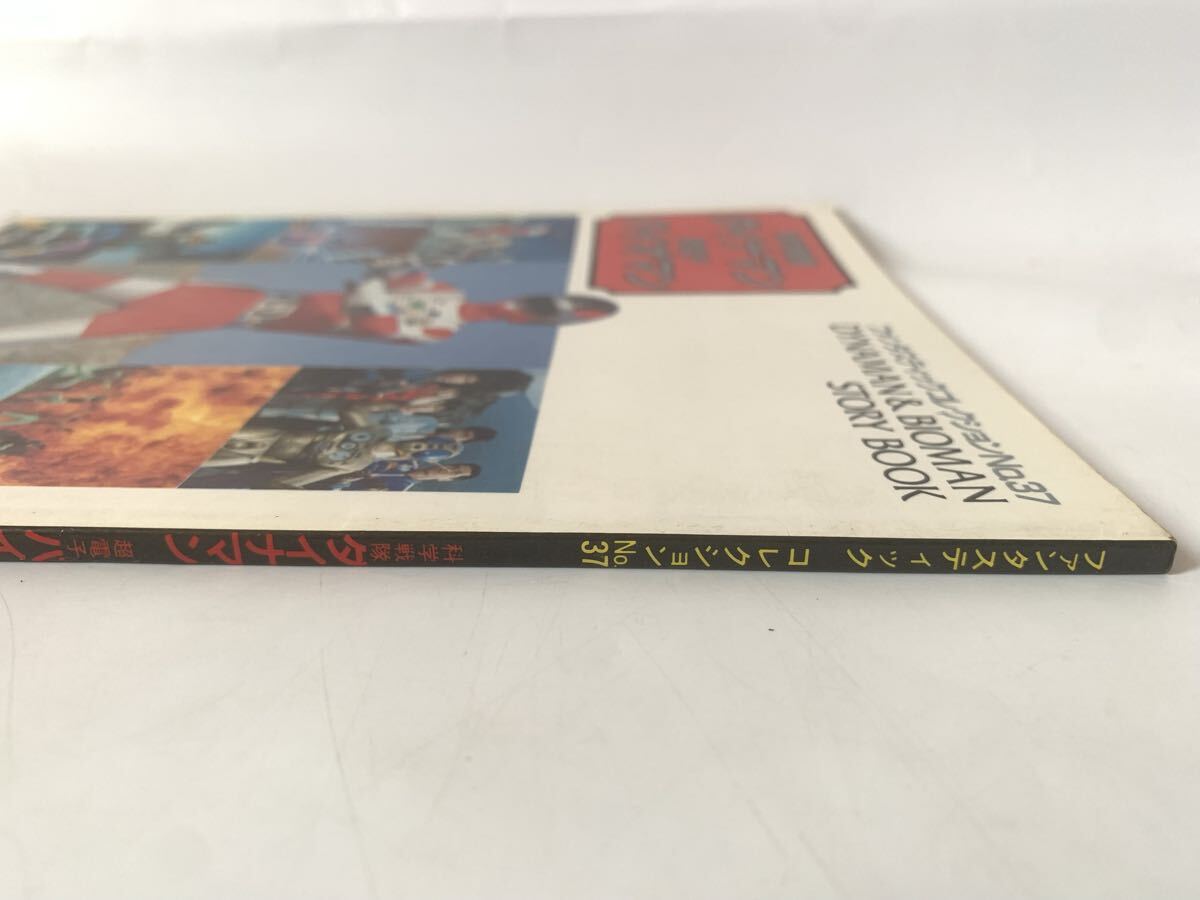 ファンタスティックコレクションNo.37
DYNAMAN & BIOMAN
STORY BOOK
ファンタスティック コレクション No.37 科学戦隊 ダイナマン 超電子 バイ